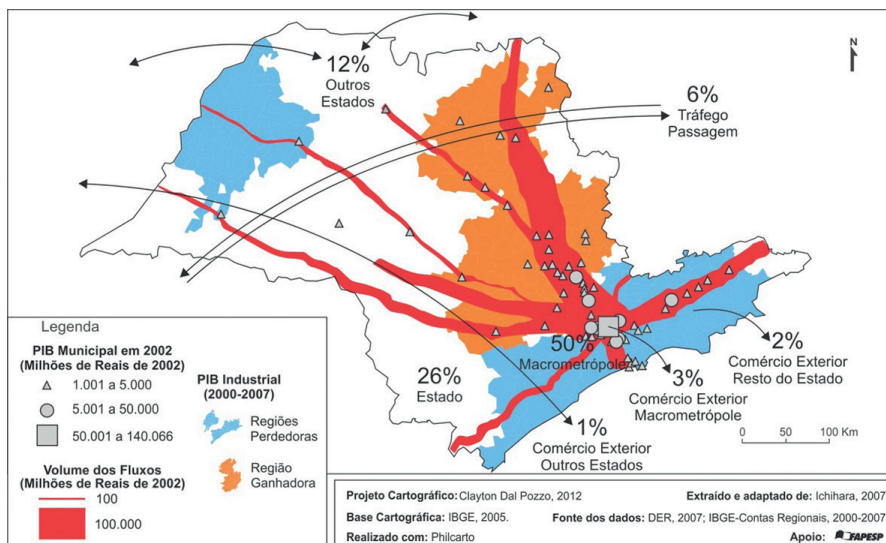 12%
Outros
Estados
N
6%
Tráfego
Passagem
50%
Macrometrópole
26%
Estado
2%
Comércio Exterior
Resto do Estado
3%
Comércio Exterior
Macrometrópole
1%
Comércio Exterior
Outros Estados
0 50 100 Km
Legenda
PIB Municipal em 2002
(Milhões de Reais de 2002)
1.001 a 5.000
5.001 a 50.000
50.001 a 140.066
Volume dos Fluxos
(Milhões de Reais de 2002)
100
100.000
PIB Industrial
(2000-2007)
Regiões
Perdedoras
Região
Ganhadora
Projeto Cartográfico: Clayton Dal Pozzo, 2012 Extraído e adaptado de: Ichihara, 2007
Base Cartográfica: IBGE, 2005. Fonte dos dados: DER, 2007; IBGE-Contas Regionais, 2000-2007
Realizado com: Philcarto Apoio: FAPESP